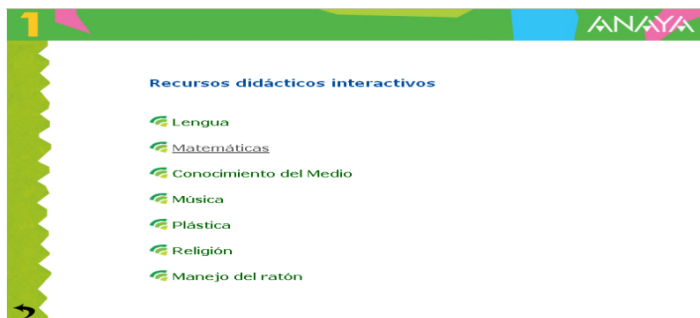 1
ANAYA
Recursos didácticos interactivos
Lengua
Matemáticas
Conocimiento del Medio
Música
Plástica
Religión
Manejo del ratón